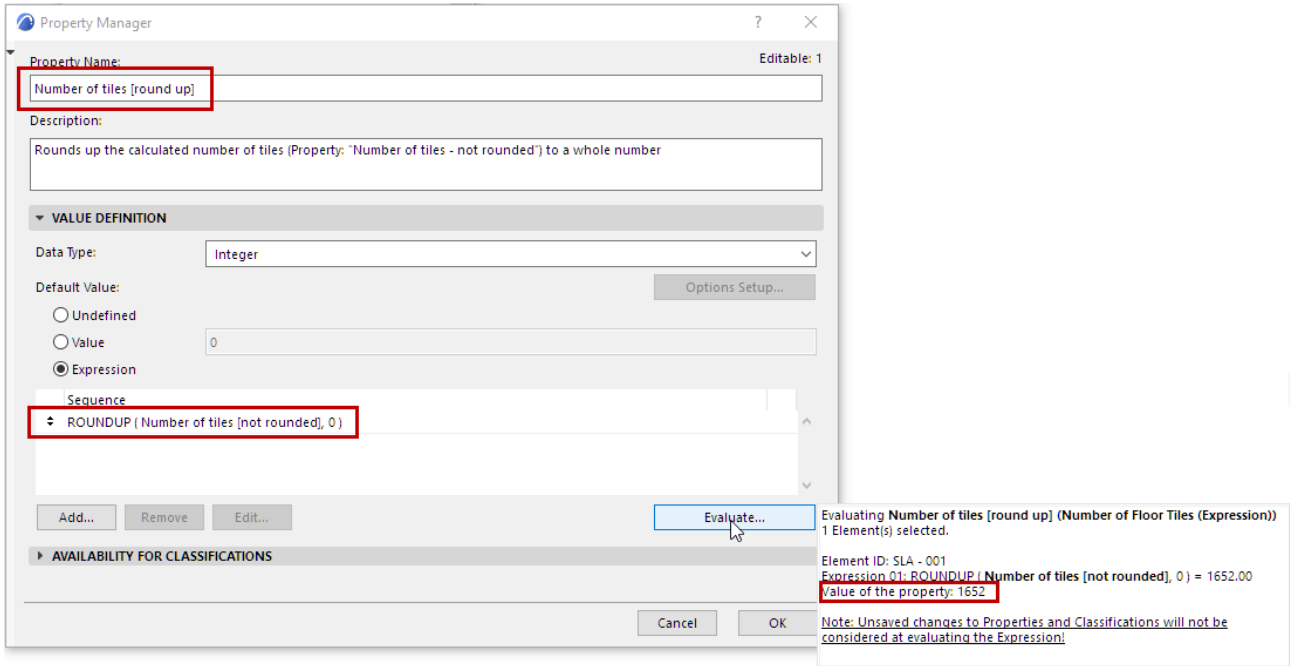 Property Manager
?
Property Name:
Editable: 1
Number of tiles [round up]
Description:
Rounds up the calculated number of tiles (Property: "Number of tiles - not rounded") to a whole number
VALUE DEFINITION
Data Type:
Integer
Default Value:
Options Setup...
Undefined
Value
0
Expression
Sequence
ROUNDUP ( Number of tiles [not rounded], 0 )
Add...
Remove
Edit...
Evaluate...
AVAILABILITY FOR CLASSIFICATIONS
Cancel
OK
Evaluating Number of tiles [round up] (Number of Floor Tiles (Expression))
1 Element(s) selected.
Element ID: SLA - 001
Expression 01: ROUNDUP ( Number of tiles [not rounded], 0 ) = 1652.00
Value of the property: 1652
Note: Unsaved changes to Properties and Classifications will not be
considered at evaluating the Expression!